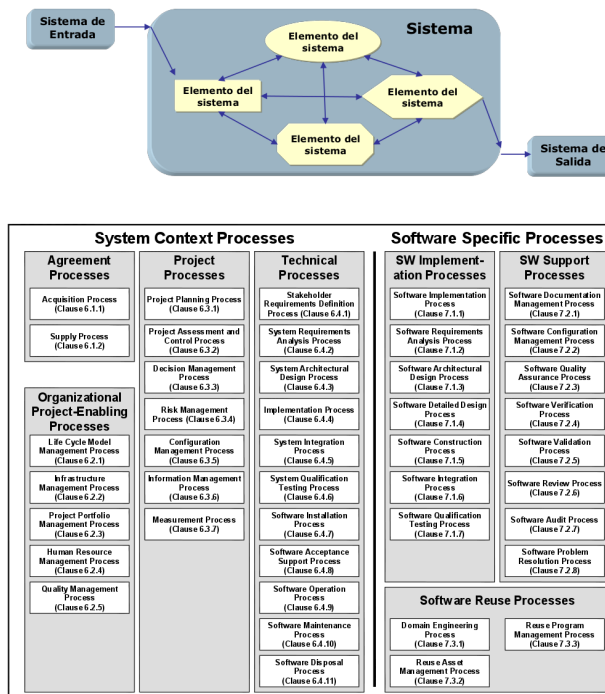 Sistema de
Entrada
Sistema
Elemento del
sistema
Elemento del
sistema
Elemento del
sistema
Elemento del
sistema
Sistema de
Salida
System Context Processes
Software Specific Processes
Agreement
Processes
Acquisition Process
(Clause 6.1.1)
Supply Process
(Clause 6.1.2)
Organizational
Project-Enabling
Processes
Life Cycle Model
Management Process
(Clause 6.2.1)
Infrastructure
Management Process
(Clause 6.2.2)
Project Portfolio
Management Process
(Clause 6.2.3)
Human Resource
Management Process
(Clause 6.2.4)
Quality Management
Process
(Clause 6.2.5)
Project
Processes
Project Planning Process
(Clause 6.3.1)
Project Assessment and
Control Process
(Clause 6.3.2)
Decision Management
Process
(Clause 6.3.3)
Risk Management
Process (Clause 6.3.4)
Configuration
Management Process
(Clause 6.3.5)
Information Management
Process
(Clause 6.3.6)
Measurement Process
(Clause 6.3.7)
Technical
Processes
Stakeholder
Requirements Definition
Process (Clause 6.4.1)
System Requirements
Analysis Process
(Clause 6.4.2)
System Architectural
Design Process
(Clause 6.4.3)
Implementation Process
(Clause 6.4.4)
System Integration
Process
(Clause 6.4.5)
System Qualification
Testing Process
(Clause 6.4.6)
Software Installation
Process
(Clause 6.4.7)
Software Acceptance
Support Process
(Clause 6.4.8)
Software Operation
Process
(Clause 6.4.9)
Software Maintenance
Process
(Clause 6.4.10)
Software Disposal
Process
(Clause 6.4.11)
SW Implement-
ation Processes
Software Implementation
Process
(Clause 7.1.1)
Software Requirements
Analysis Process
(Clause 7.1.2)
Software Architectural
Design Process
(Clause 7.1.3)
Software Detailed Design
Process
(Clause 7.1.4)
Software Construction
Process
(Clause 7.1.5)
Software Integration
Process
(Clause 7.1.6)
Software Qualification
Testing Process
(Clause 7.1.7)
SW Support
Processes
Software Documentation
Management Process
(Clause 7.2.1)
Software Configuration
Management Process
(Clause 7.2.2)
Software Quality
Assurance Process
(Clause 7.2.3)
Software Verification
Process
(Clause 7.2.4)
Software Validation
Process
(Clause 7.2.5)
Software Review Process
(Clause 7.2.6)
Software Audit Process
(Clause 7.2.7)
Software Problem
Resolution Process
(Clause 7.2.8)
Software Reuse Processes
Domain Engineering
Process
(Clause 7.3.1)
Reuse Asset
Management Process
(Clause 7.3.2)
Reuse Program
Management Process
(Clause 7.3.3)